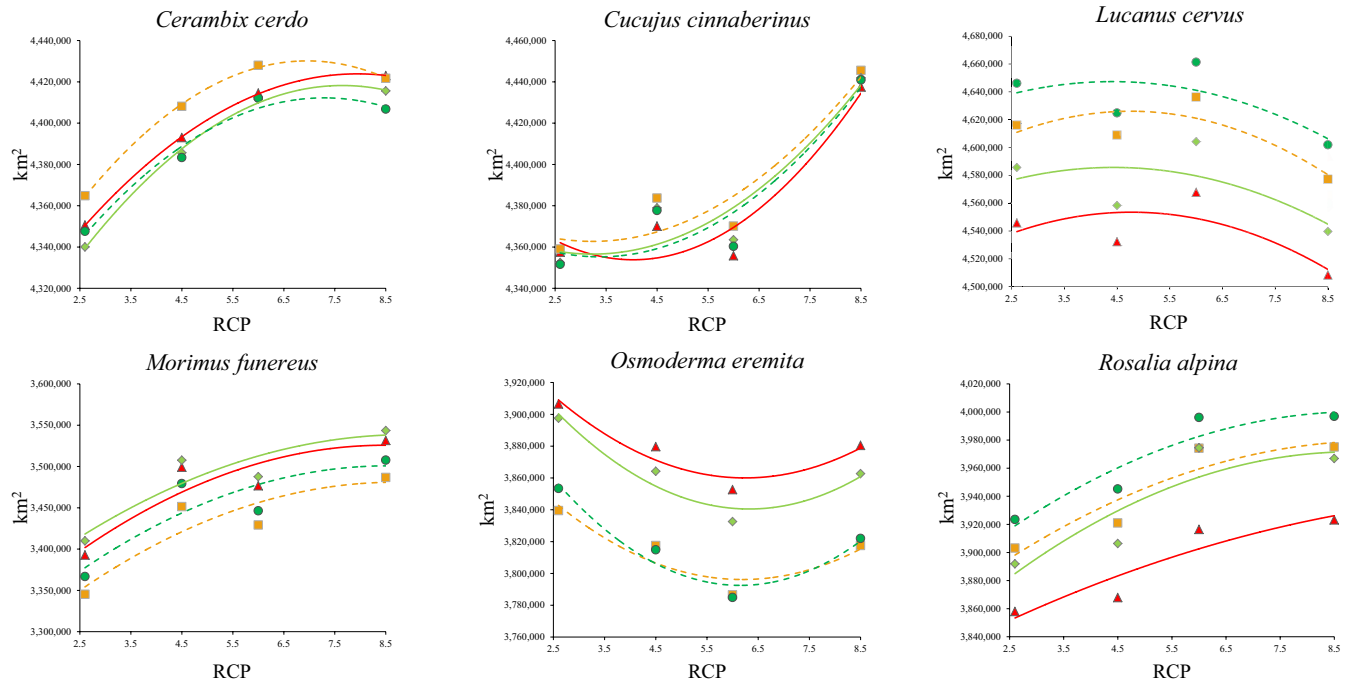 Cerambix cerdo
4,440,000
4,420,000
4,400,000
4,380,000
4,360,000
4,340,000
4,320,000
km²
2.5 3.5 4.5 5.5 6.5 7.5 8.5
RCP
Cucujus cinnaberinus
4,460,000
4,440,000
4,420,000
4,400,000
4,380,000
4,360,000
4,340,000
km²
2.5 3.5 4.5 5.5 6.5 7.5 8.5
RCP
Lucanus cervus
4,680,000
4,660,000
4,640,000
4,620,000
4,600,000
4,580,000
4,560,000
4,540,000
4,520,000
4,500,000
km²
2.5 3.5 4.5 5.5 6.5 7.5 8.5
RCP
Morimus funereus
3,600,000
3,550,000
3,500,000
3,450,000
3,400,000
3,350,000
3,300,000
km²
2.5 3.5 4.5 5.5 6.5 7.5 8.5
RCP
Osmoderma eremita
3,920,000
3,900,000
3,880,000
3,860,000
3,840,000
3,820,000
3,800,000
3,780,000
3,760,000
km²
2.5 3.5 4.5 5.5 6.5 7.5 8.5
RCP
Rosalia alpina
4,020,000
4,000,000
3,980,000
3,960,000
3,940,000
3,920,000
3,900,000
3,880,000
3,860,000
3,840,000
km²
2.5 3.5 4.5 5.5 6.5 7.5 8.5
RCP